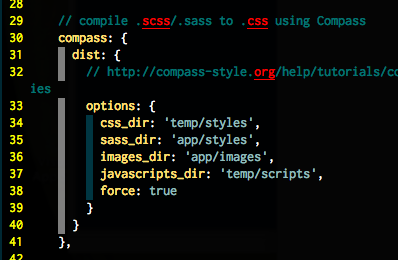 28
29 // compile .scss/.sass to .css using Compass
30 compass: {
31 dist: {
32 // http://compass-style.org/help/tutorials/co
ies
33 options: {
34 css_dir: 'temp/styles',
35 sass_dir: 'app/styles',
36 images_dir: 'app/images',
37 javascripts_dir: 'temp/scripts',
38 force: true
39 }
40 }
41 },
42